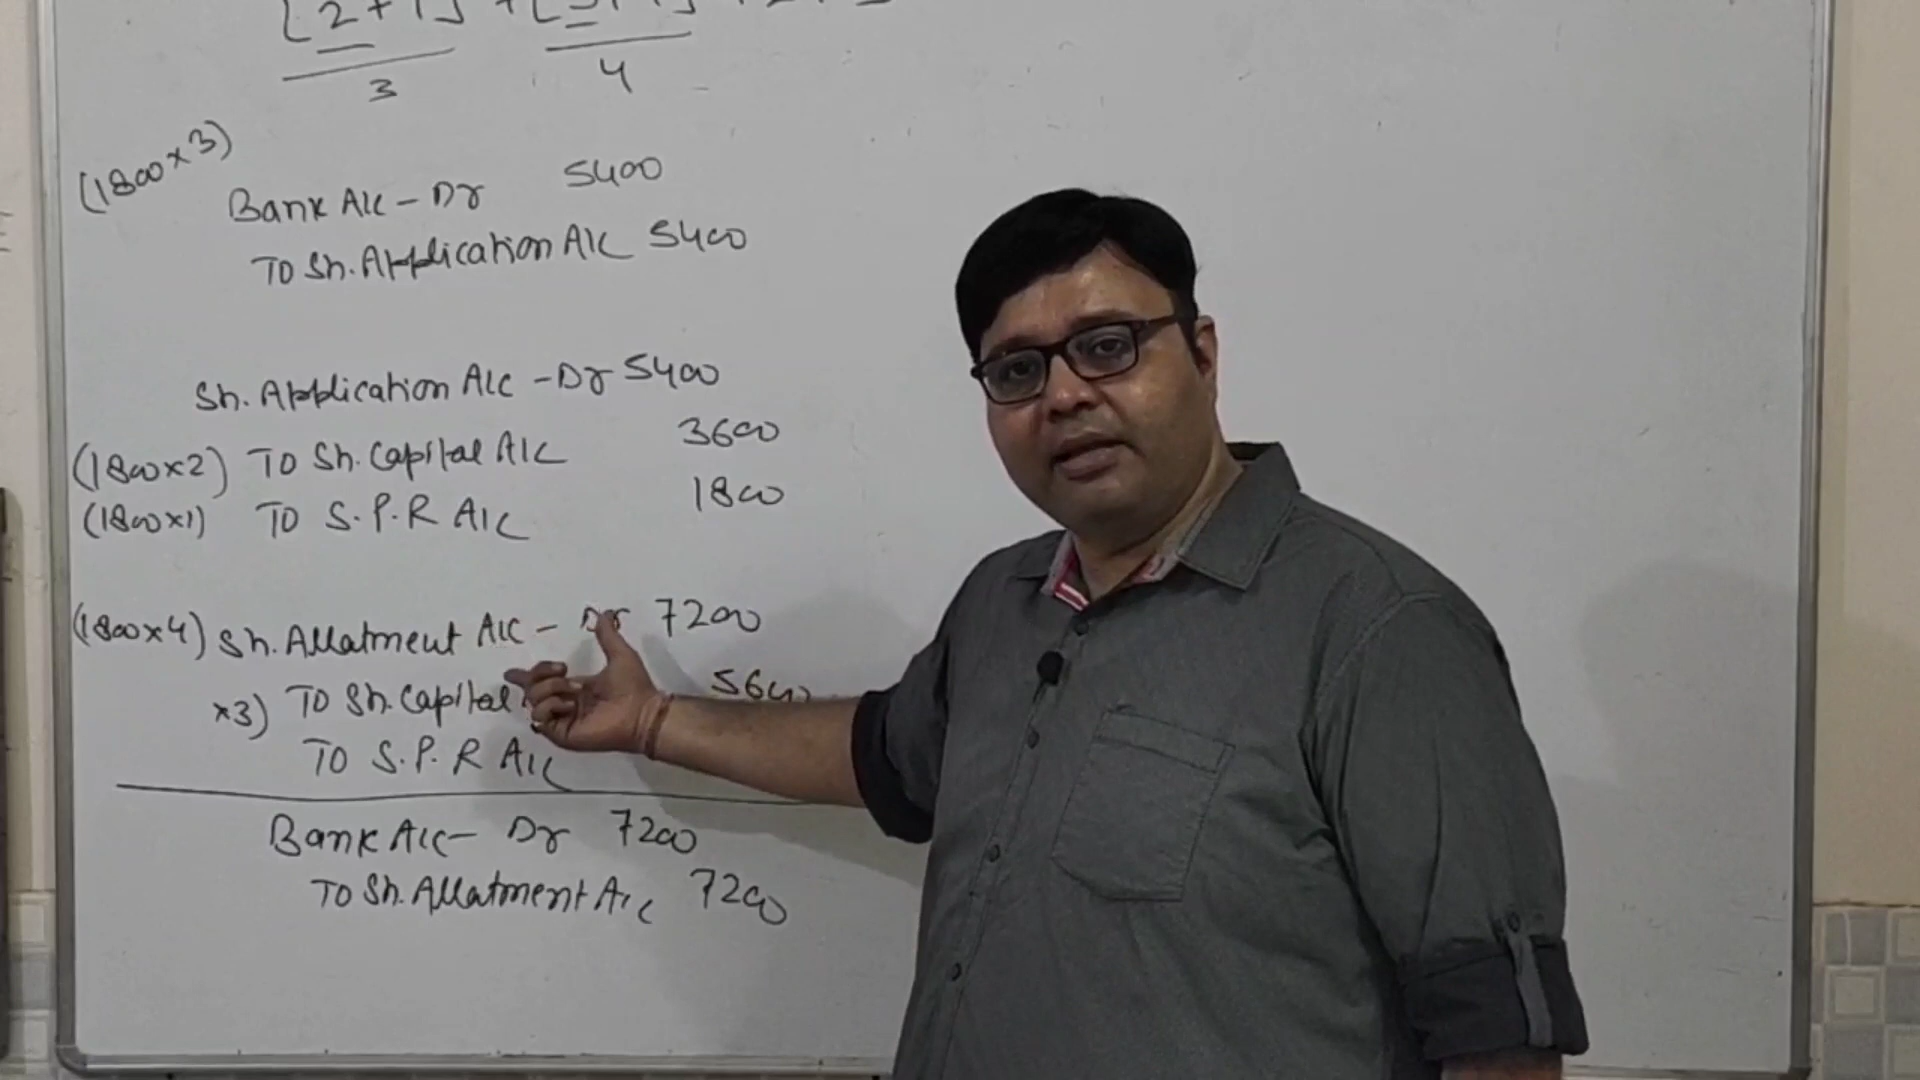 3 4
(1800×3)
Bank A/c - Dr 5400
To Sh. Application A/c 5400
Sh. Application A/c - Dr 5400
(1800×2) To Sh. Capital A/c 3600
(1800×1) To S.P.R A/c 1800
(1800×4) Sh. Allatment A/c - Dr 7200
×3) To Sh. Capital
To S.P.R A/c
Bank A/c - Dr 7200
To Sh. Allatment A/c 7200